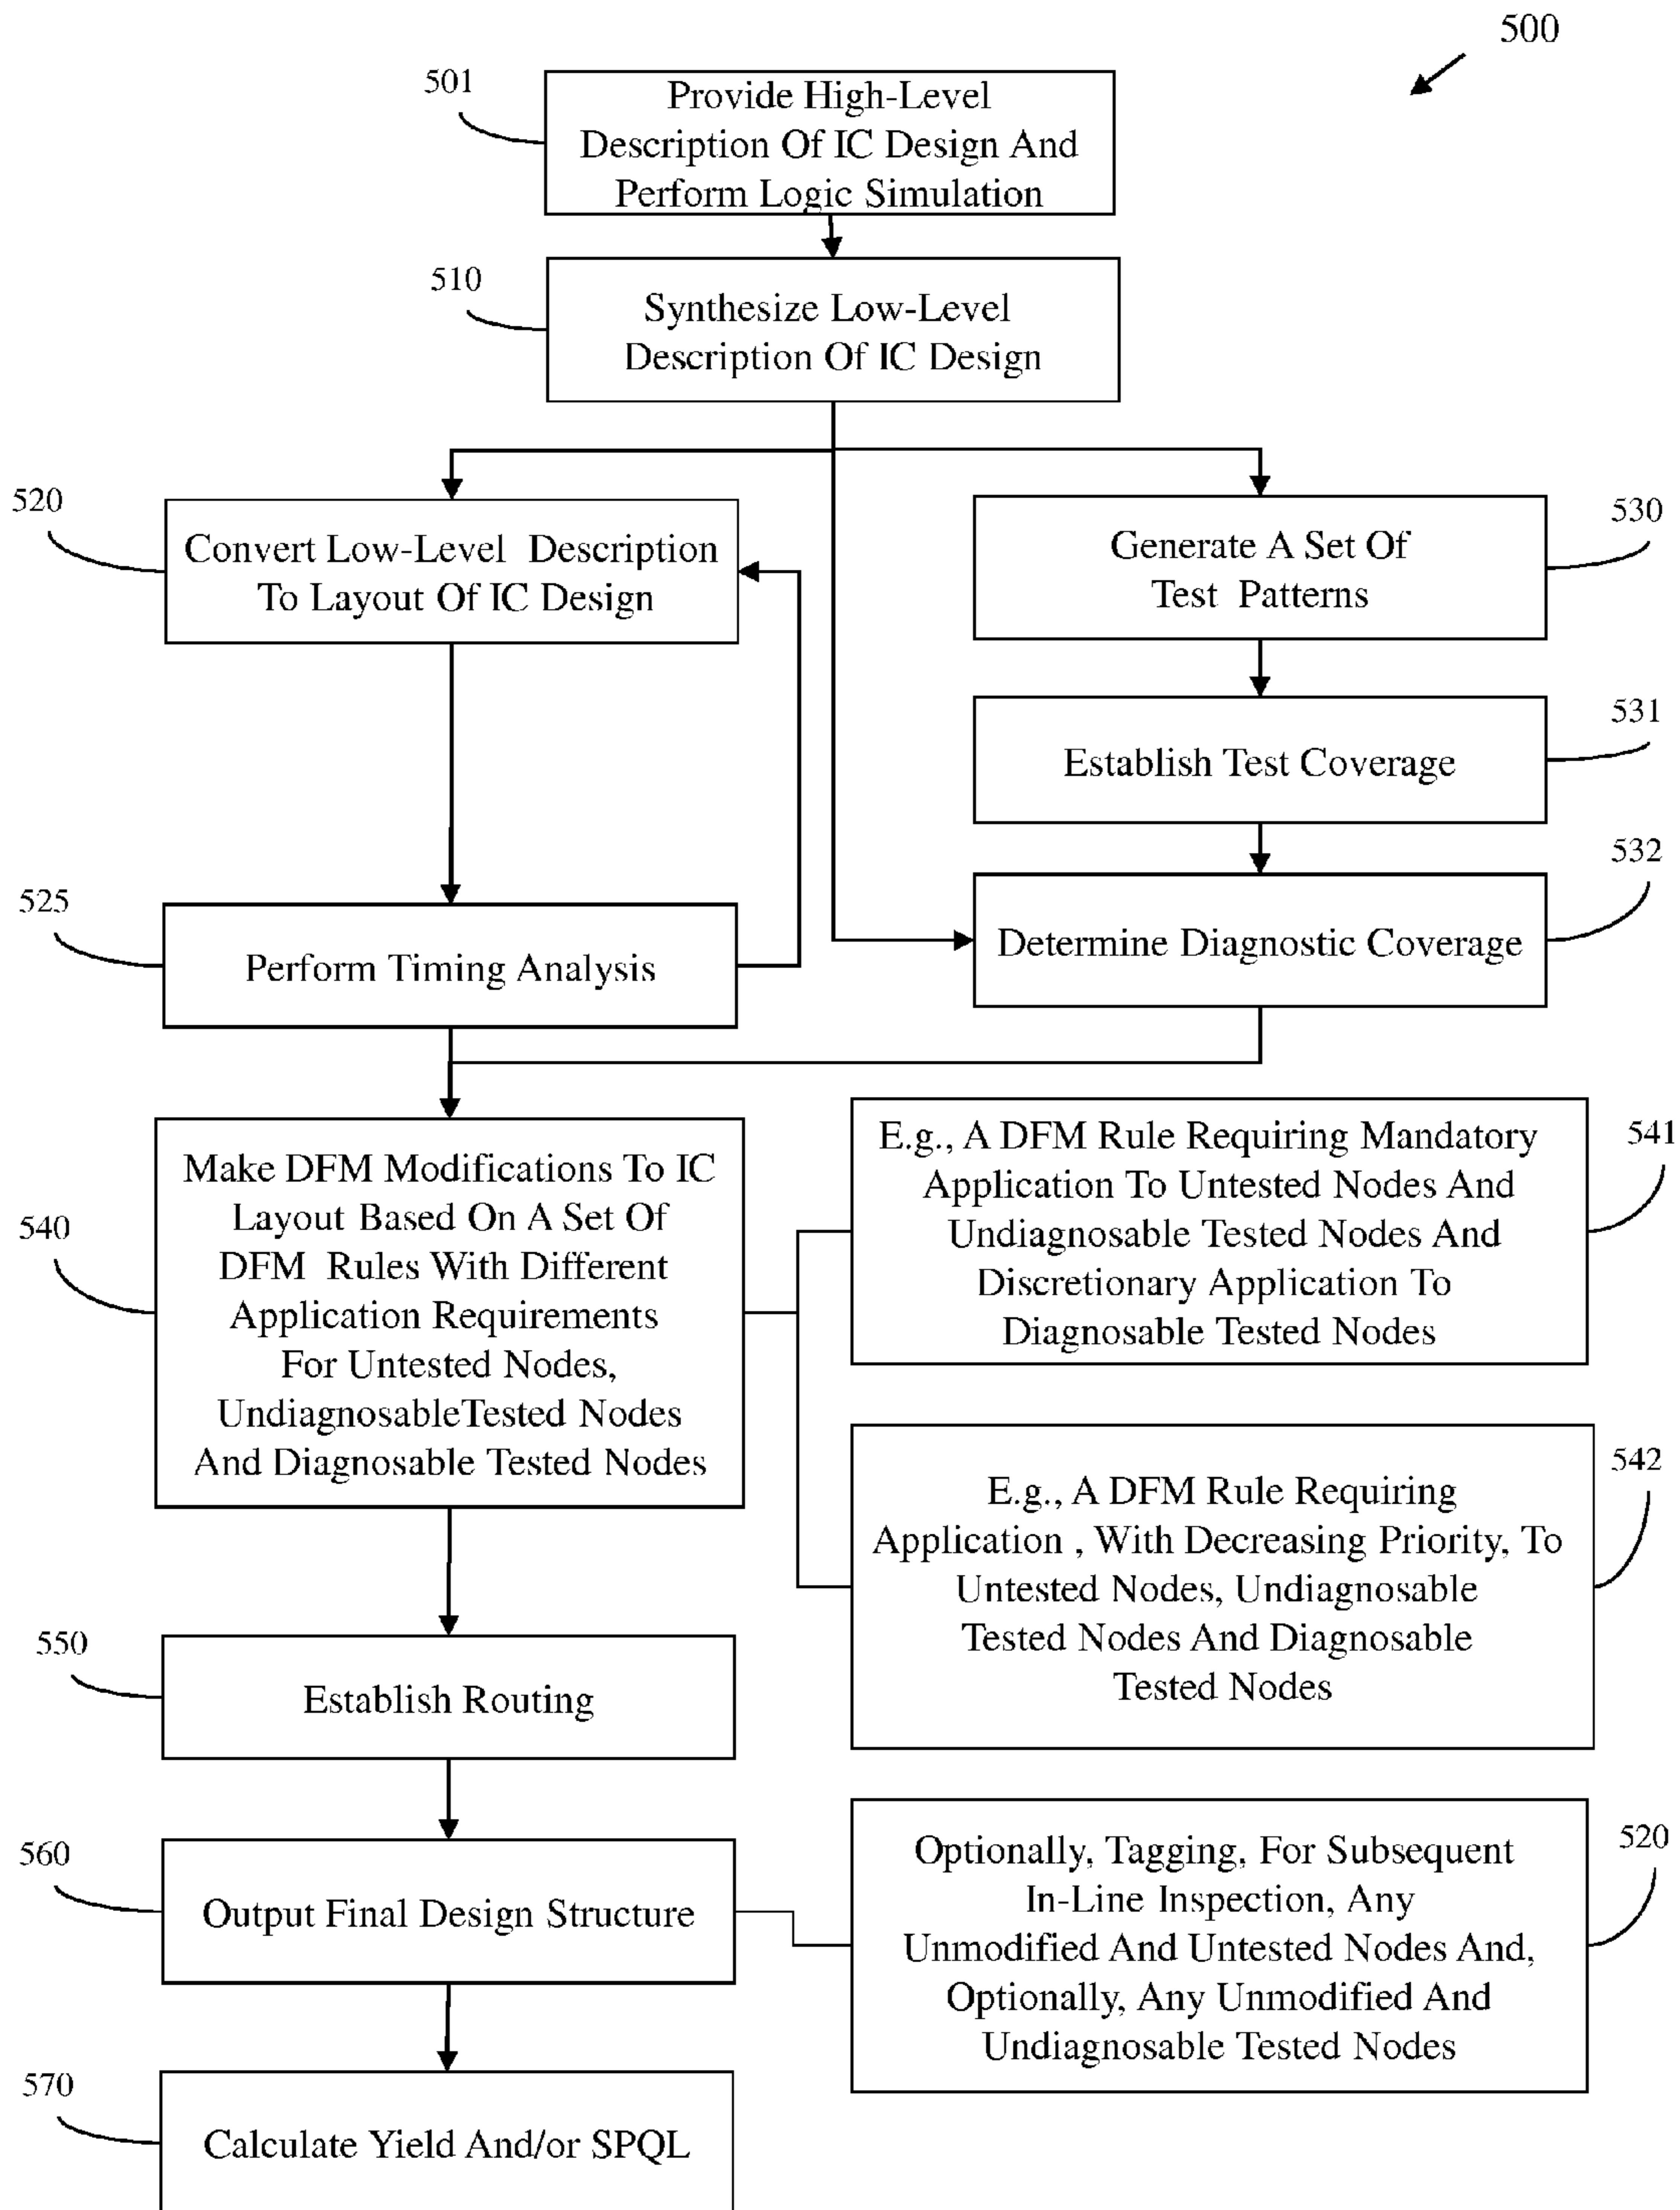 500
501
Provide High-Level
Description Of IC Design And
Perform Logic Simulation
510
Synthesize Low-Level
Description Of IC Design
520
Convert Low-Level Description
To Layout Of IC Design
530
Generate A Set Of
Test Patterns
531
Establish Test Coverage
532
Determine Diagnostic Coverage
525
Perform Timing Analysis
540
Make DFM Modifications To IC
Layout Based On A Set Of
DFM Rules With Different
Application Requirements
For Untested Nodes,
UndiagnosableTested Nodes
And Diagnosable Tested Nodes
541
E.g., A DFM Rule Requiring Mandatory
Application To Untested Nodes And
Undiagnosable Tested Nodes And
Discretionary Application To
Diagnosable Tested Nodes
542
E.g., A DFM Rule Requiring
Application , With Decreasing Priority, To
Untested Nodes, Undiagnosable
Tested Nodes And Diagnosable
Tested Nodes
550
Establish Routing
560
Output Final Design Structure
520
Optionally, Tagging, For Subsequent
In-Line Inspection, Any
Unmodified And Untested Nodes And,
Optionally, Any Unmodified And
Undiagnosable Tested Nodes
570
Calculate Yield And/or SPQL